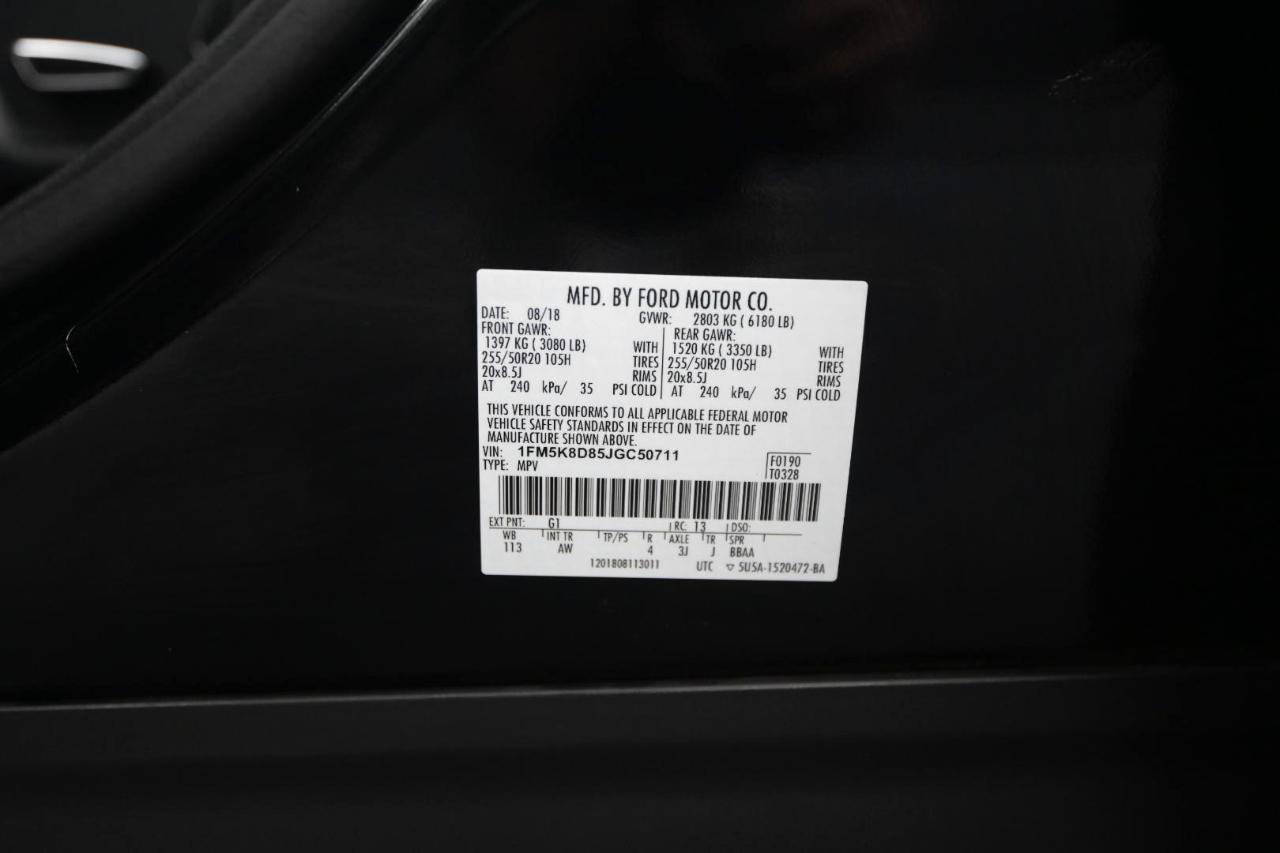 MFD. BY FORD MOTOR CO.
DATE: 08/18 GVWR: 2803 KG ( 6180 LB)
FRONT GAWR: REAR GAWR:
1397 KG ( 3080 LB) WITH 1520 KG ( 3350 LB) WITH
255/50R20 105H TIRES 255/50R20 105H TIRES
20x8.5J RIMS 20x8.5J RIMS
AT 240 kPa/ 35 PSI COLD AT 240 kPa/ 35 PSI COLD
THIS VEHICLE CONFORMS TO ALL APPLICABLE FEDERAL MOTOR
VEHICLE SAFETY STANDARDS IN EFFECT ON THE DATE OF
MANUFACTURE SHOWN ABOVE.
VIN: 1FM5K8D85JGC50711 F0190
TYPE: MPV T0328
EXT PNT: G1 RC: 13 DSO:
WB INT TR TP/PS R AXLE TR SPR
113 AW 4 3J J BBAA
1201808113011 UTC ▽ 5USA-1520472-BA